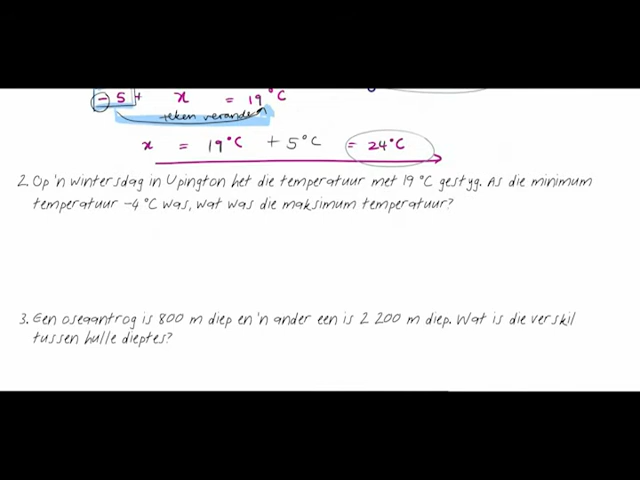 -5 + x = 19°C
teken verander
x = 19°C + 5°C = 24°C
2. Op 'n wintersdag in Upington het die temperatuur met 19 °C gestyg. As die minimum
temperatuur -4 °C was, wat was die maksimum temperatuur?
3. Een oseaantrog is 800 m diep en 'n ander een is 2 200 m diep. Wat is die verskil
tussen hulle dieptes?